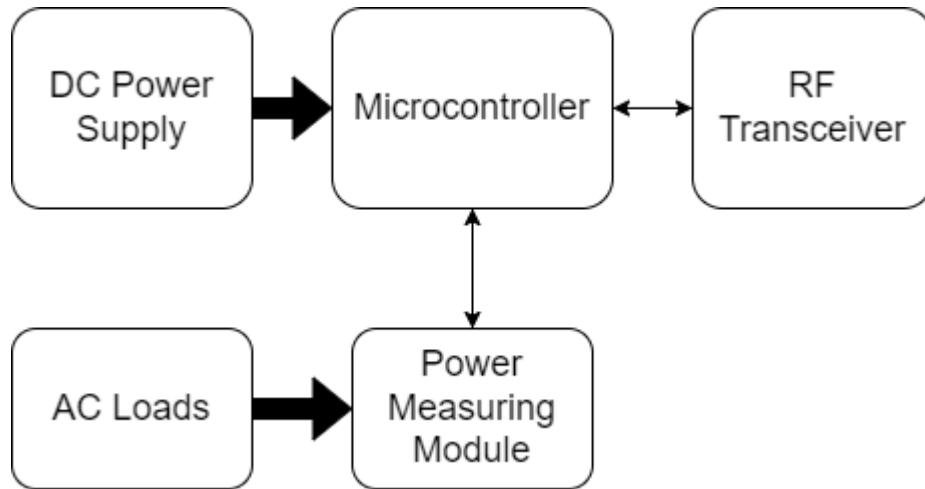 DC Power
Supply
Microcontroller
RF
Transceiver
AC Loads
Power
Measuring
Module